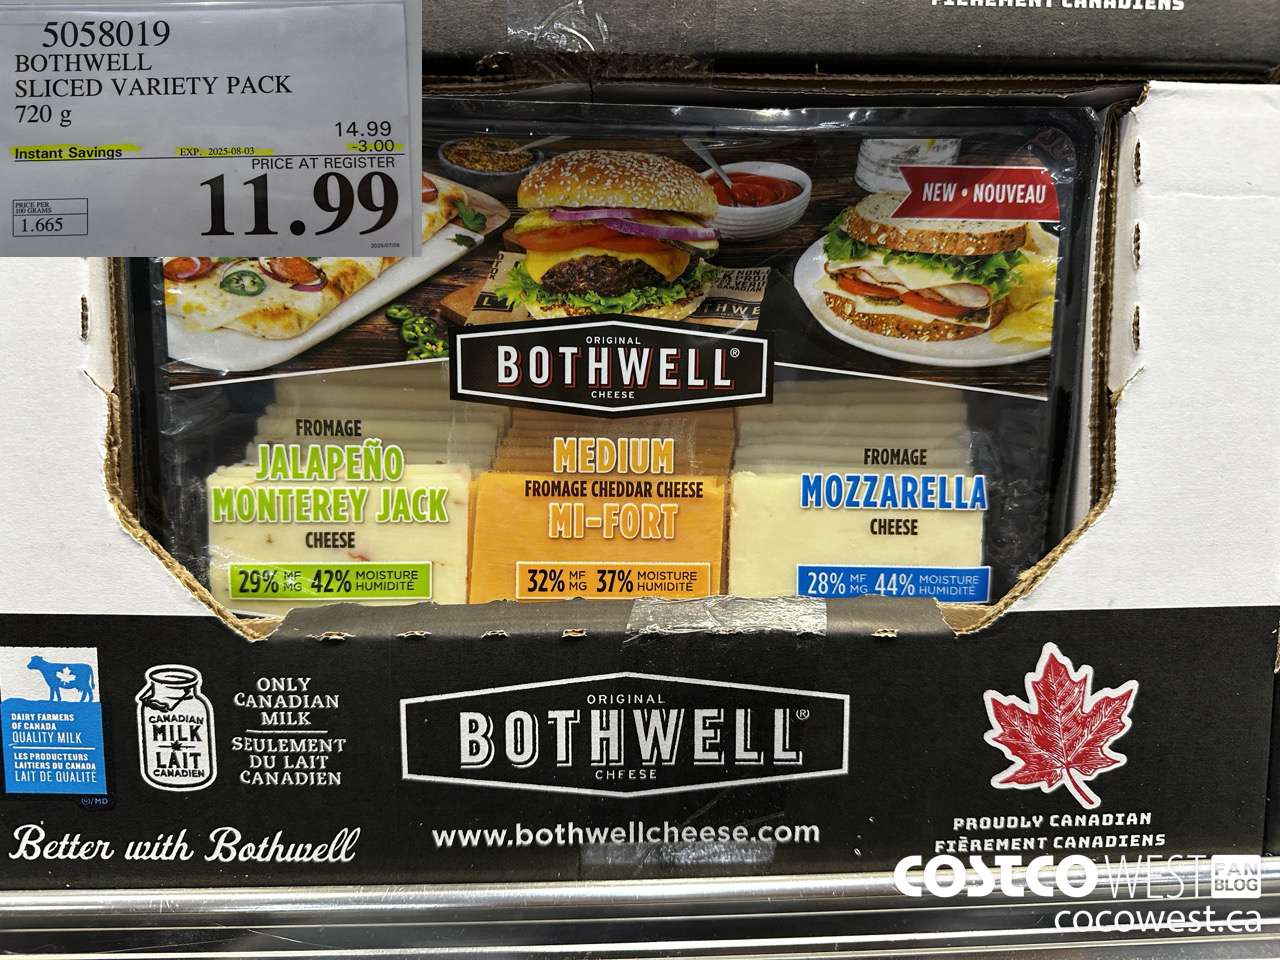 FIÈREMENT CANADIENS
5058019
BOTHWELL
SLICED VARIETY PACK
720 g
14.99
Instant Savings EXP. 2025-08-03 -3.00
PRICE AT REGISTER
11.99
PRICE PER
100 GRAMS
1.665
NEW • NOUVEAU
ORIGINAL
BOTHWELL®
CHEESE
FROMAGE
JALAPEÑO
MONTEREY JACK
CHEESE
29% MF MG 42% MOISTURE HUMIDITÉ
MEDIUM
FROMAGE CHEDDAR CHEESE
MI-FORT
32% MF MG 37% MOISTURE HUMIDITÉ
FROMAGE
MOZZARELLA
CHEESE
28% MF MG 44% MOISTURE HUMIDITÉ
DAIRY FARMERS
OF CANADA
QUALITY MILK
LES PRODUCTEURS
LAITIERS DU CANADA
LAIT DE QUALITÉ
®/MD
CANADIAN
MILK
LAIT
CANADIEN
ONLY
CANADIAN
MILK
SEULEMENT
DU LAIT
CANADIEN
Better with Bothwell
ORIGINAL
BOTHWELL®
CHEESE
www.bothwellcheese.com
PROUDLY CANADIAN
FIÈREMENT CANADIENS
COSTCO WEST FAN BLOG
cocowest.ca